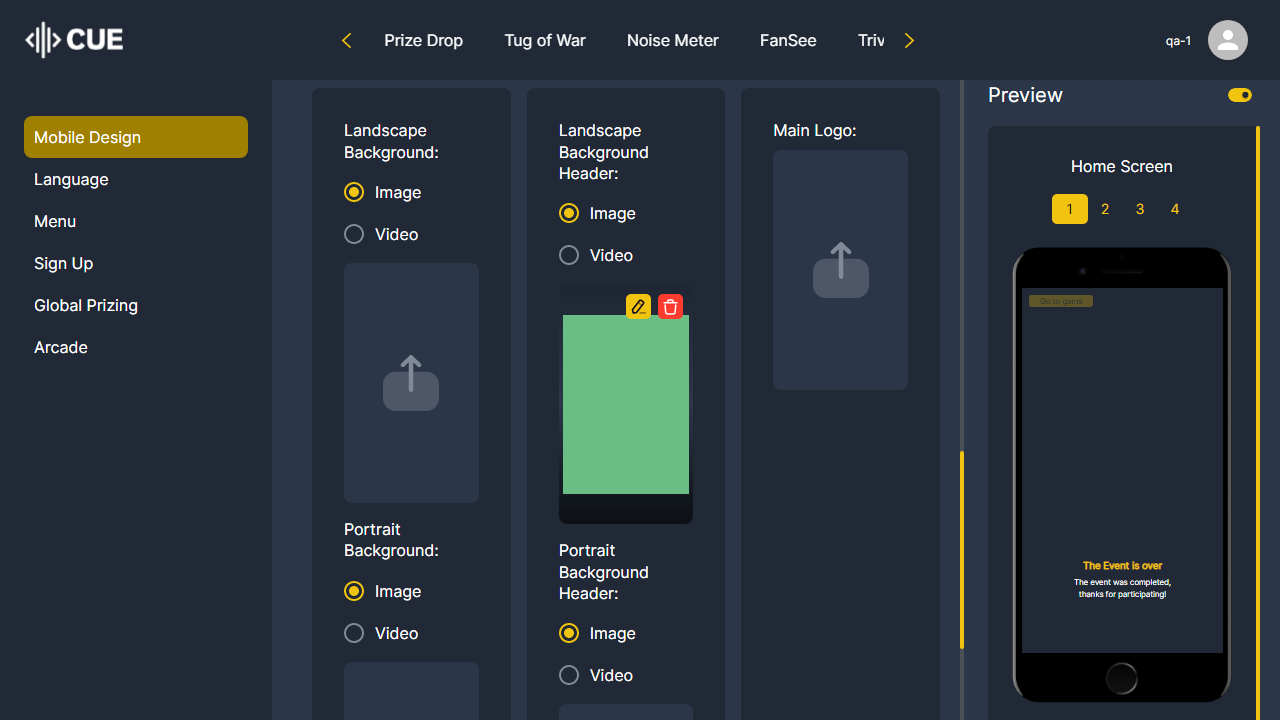 CUE
Prize Drop
Tug of War
Noise Meter
FanSee
Triv
qa-1
Mobile Design
Language
Menu
Sign Up
Global Prizing
Arcade
Landscape
Background:
Image
Video
Portrait
Background:
Image
Video
Landscape
Background
Header:
Image
Video
Portrait
Background
Header:
Image
Video
Main Logo:
Preview
Home Screen
1 2 3 4
Go to game
The Event is over
The event was completed,
thanks for participating!